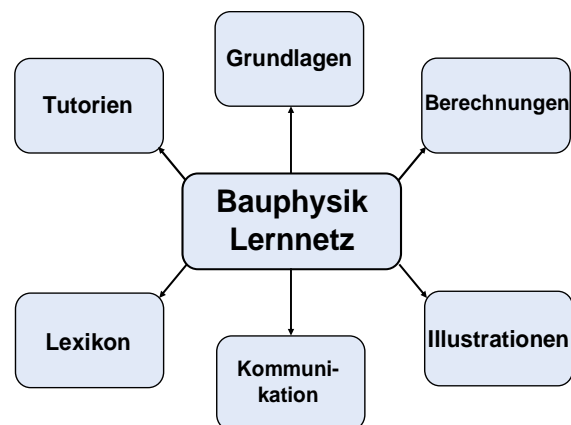 Grundlagen
Tutorien
Berechnungen
Bauphysik
Lernnetz
Lexikon
Kommuni-
kation
Illustrationen